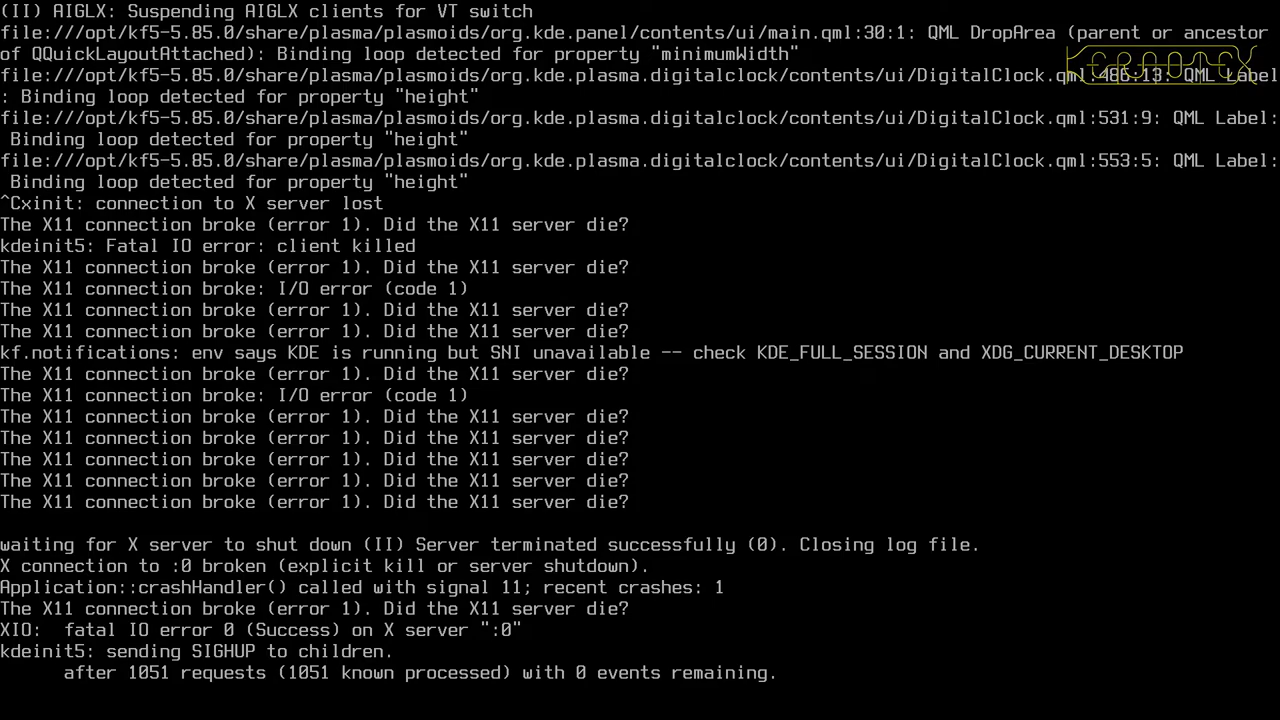 (II) AIGLX: Suspending AIGLX clients for VT switch
file:///opt/kf5-5.85.0/share/plasma/plasmoids/org.kde.panel/contents/ui/main.qml:30:1: QML DropArea (parent or ancestor
of QQuickLayoutAttached): Binding loop detected for property "minimumWidth"
file:///opt/kf5-5.85.0/share/plasma/plasmoids/org.kde.plasma.digitalclock/contents/ui/DigitalClock.qml:486:13: QML Label
: Binding loop detected for property "height"
file:///opt/kf5-5.85.0/share/plasma/plasmoids/org.kde.plasma.digitalclock/contents/ui/DigitalClock.qml:531:9: QML Label:
 Binding loop detected for property "height"
file:///opt/kf5-5.85.0/share/plasma/plasmoids/org.kde.plasma.digitalclock/contents/ui/DigitalClock.qml:553:5: QML Label:
 Binding loop detected for property "height"
^Cxinit: connection to X server lost
The X11 connection broke (error 1). Did the X11 server die?
kdeinit5: Fatal IO error: client killed
The X11 connection broke (error 1). Did the X11 server die?
The X11 connection broke: I/O error (code 1)
The X11 connection broke (error 1). Did the X11 server die?
The X11 connection broke (error 1). Did the X11 server die?
kf.notifications: env says KDE is running but SNI unavailable -- check KDE_FULL_SESSION and XDG_CURRENT_DESKTOP
The X11 connection broke (error 1). Did the X11 server die?
The X11 connection broke: I/O error (code 1)
The X11 connection broke (error 1). Did the X11 server die?
The X11 connection broke (error 1). Did the X11 server die?
The X11 connection broke (error 1). Did the X11 server die?
The X11 connection broke (error 1). Did the X11 server die?
The X11 connection broke (error 1). Did the X11 server die?

waiting for X server to shut down (II) Server terminated successfully (0). Closing log file.
X connection to :0 broken (explicit kill or server shutdown).
Application::crashHandler() called with signal 11; recent crashes: 1
The X11 connection broke (error 1). Did the X11 server die?
XIO:  fatal IO error 0 (Success) on X server ":0"
kdeinit5: sending SIGHUP to children.
      after 1051 requests (1051 known processed) with 0 events remaining.